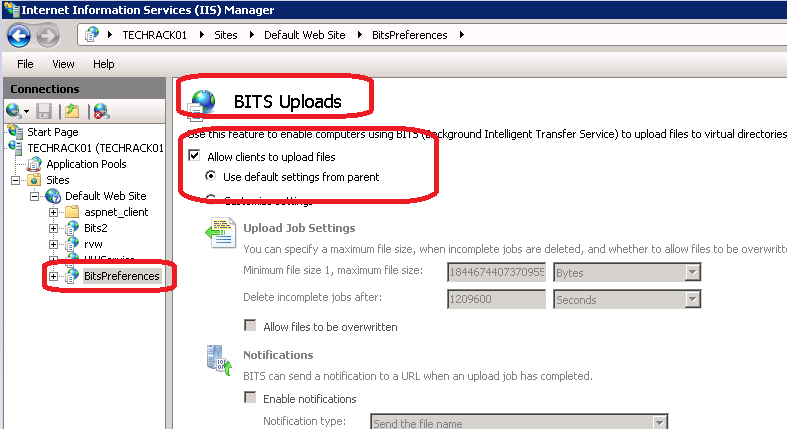 Internet Information Services (IIS) Manager
TECHRACK01 Sites Default Web Site BitsPreferences
File View Help
Connections
Start Page
TECHRACK01 (TECHRACK01
Application Pools
Sites
Default Web Site
aspnet_client
Bits2
rvw
BitsPreferences
BITS Uploads
Use this feature to enable computers using BITS (Background Intelligent Transfer Service) to upload files to virtual directories
Allow clients to upload files
Use default settings from parent
Customize settings
Upload Job Settings
You can specify a maximum file size, when incomplete jobs are deleted, and whether to allow files to be overwritte
Minimum file size 1, maximum file size: 1844674407370955 Bytes
Delete incomplete jobs after: 1209600 Seconds
Allow files to be overwritten
Notifications
BITS can send a notification to a URL when an upload job has completed.
Enable notifications
Notification type: Send the file name